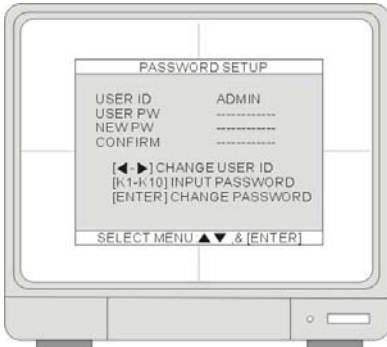 PASSWORD SETUP
USER ID ADMIN
USER PW -----------
NEW PW -----------
CONFIRM -----------
[◀-▶] CHANGE USER ID
[K1-K10] INPUT PASSWORD
[ENTER] CHANGE PASSWORD
SELECT MENU ▲▼,& [ENTER]